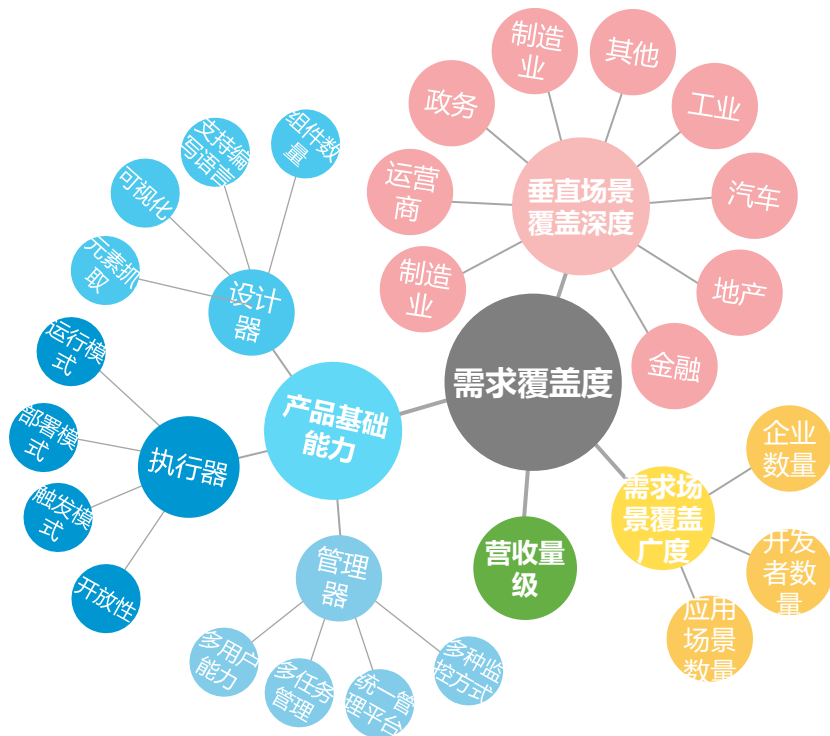 制造
业
其他
政务
工业
运营
商
汽车
制造
业
地产
金融
垂直场景
覆盖深度
组件数
量
支持编
写语言
可视化
元素抓
取
设计
器
需求覆盖度
产品基础
能力
运行模
式
部署模
式
触发模
式
开放性
执行器
管理
器
多用户
能力
多任务
管理
统一管
理平台
多种监
控方式
营收量
级
需求场
景覆盖
广度
企业
数量
开发
者数
量
应用
场景
数量